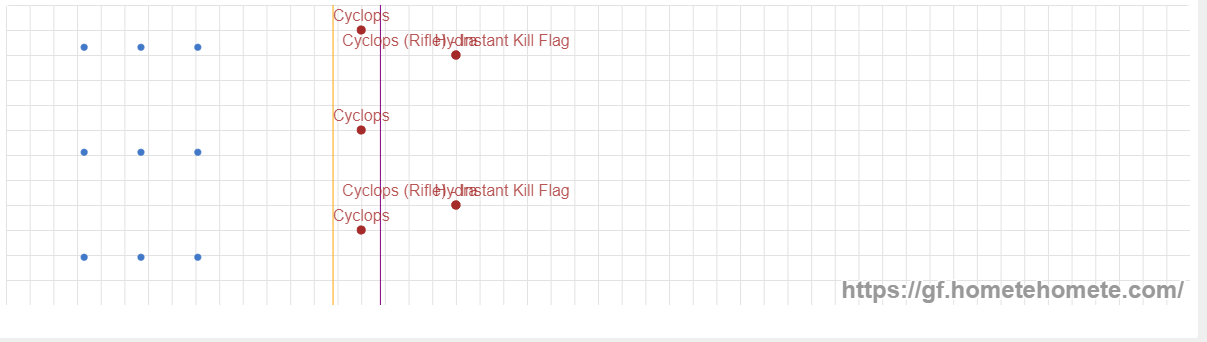 Cyclops
Cyclops (Rifle) - Instant Kill Flag
Hydra
Cyclops
Cyclops (Rifle) - Instant Kill Flag
Hydra
Cyclops
https://gf.hometehomete.com/